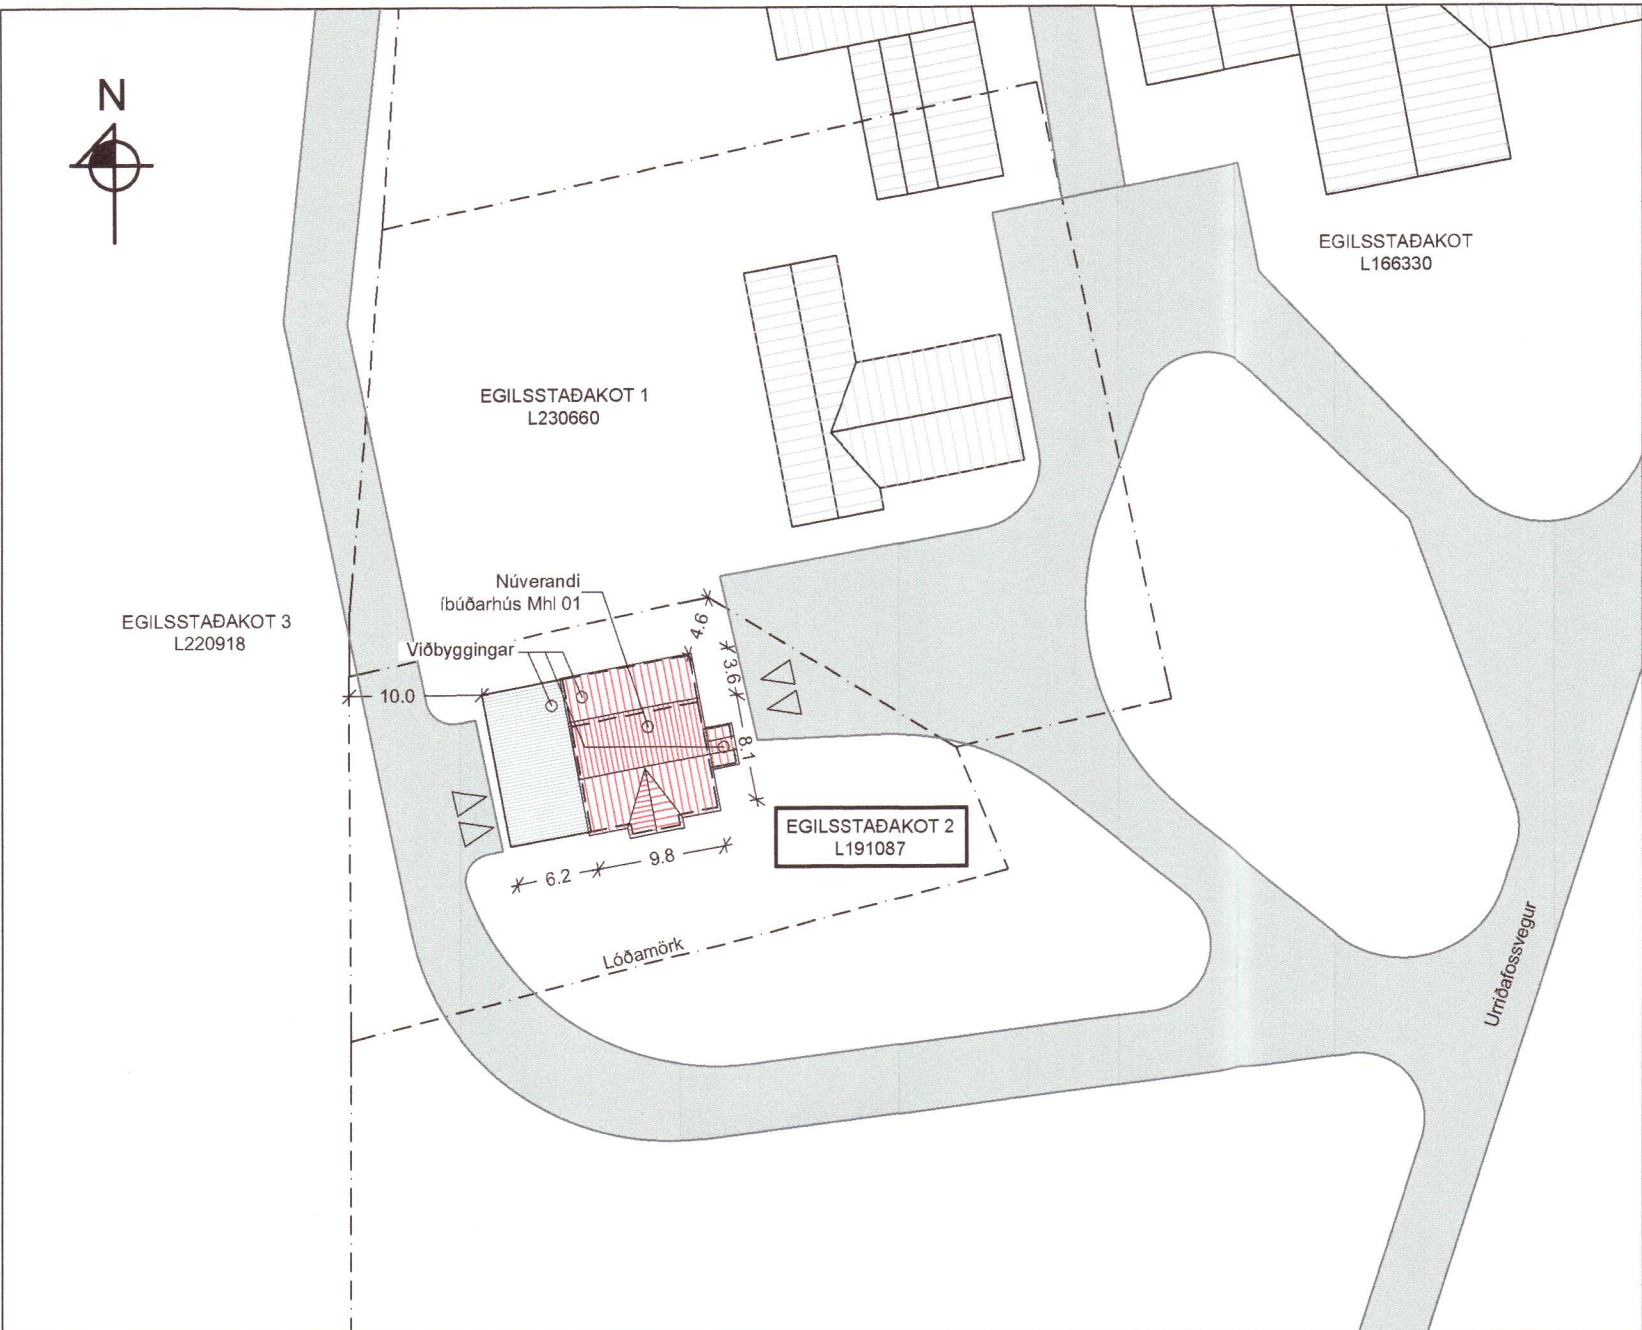 N
EGILSSTAÐAKOT
L166330
EGILSSTAÐAKOT 1
L230660
Núverandi
íbúðarhús Mhl 01
EGILSSTAÐAKOT 3
L220918
Viðbyggingar
4.6
3.6
10.0
8.1
EGILSSTAÐAKOT 2
L191087
6.2
9.8
Lóðamörk
Urriðafossvegur